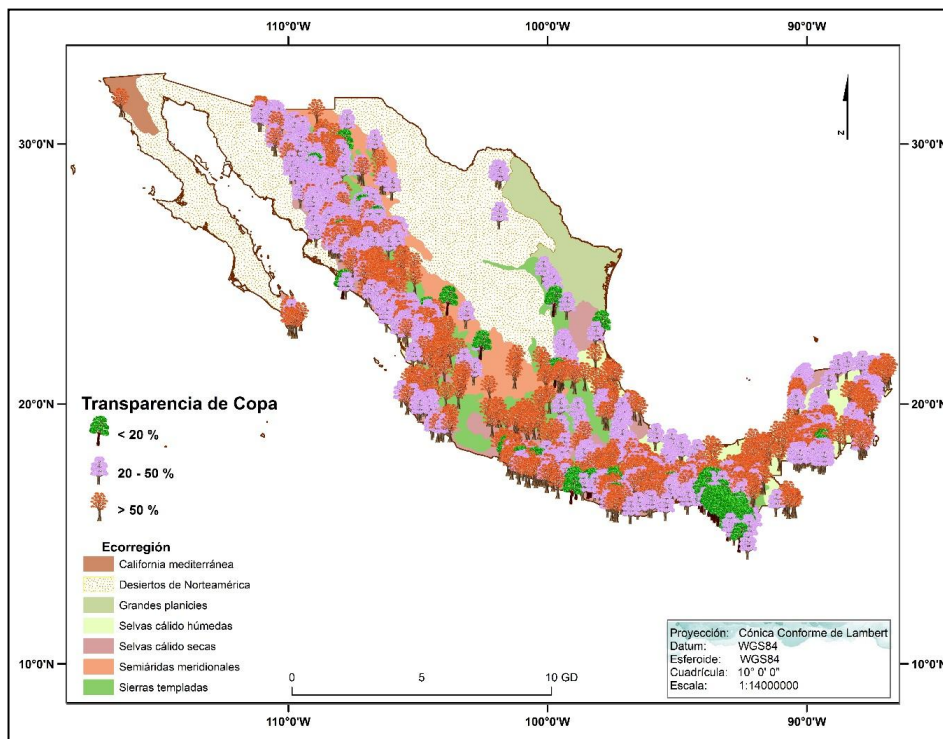 110°0'W 100°0'W 90°0'W
30°0'N 30°0'N
20°0'N 20°0'N
10°0'N 10°0'N
110°0'W 100°0'W 90°0'W
N
Transparencia de Copa
< 20 %
20 - 50 %
> 50 %
Ecorregión
California mediterránea
Desiertos de Norteamérica
Grandes planicies
Selvas cálido húmedas
Selvas cálido secas
Semiáridas meridionales
Sierras templadas
0 5 10 GD
Proyección: Cónica Conforme de Lambert
Datum: WGS84
Esferoide: WGS84
Cuadrícula: 10° 0' 0"
Escala: 1:14000000